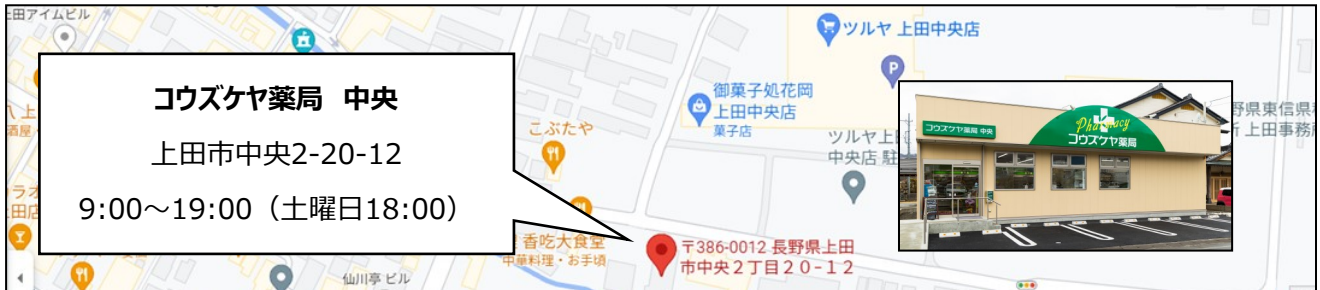 上田アイムビル
ツルヤ 上田中央店
P
コウズケヤ薬局 中央
上田市中央2-20-12
9:00～19:00（土曜日18:00）
御菓子処花岡
上田中央店
菓子店
こぶたや
ツルヤ上田
中央店 駐
コウズケヤ薬局 中央
Pharmacy
コウズケヤ薬局
野県東信県
上田事務所
香吃大食堂
中華料理・お手頃
〒386-0012 長野県上田
市中央２丁目２０−１２
仙川亭 ビル